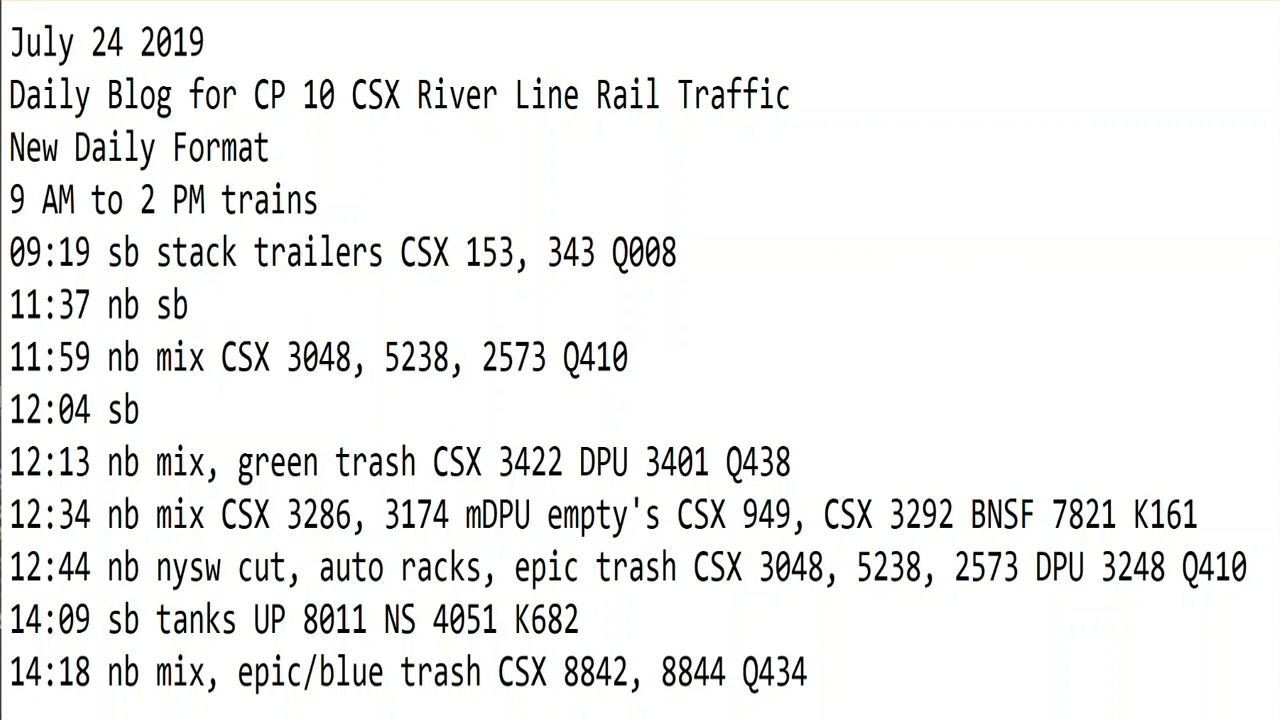 July 24 2019
Daily Blog for CP 10 CSX River Line Rail Traffic
New Daily Format
9 AM to 2 PM trains
09:19 sb stack trailers CSX 153, 343 Q008
11:37 nb sb
11:59 nb mix CSX 3048, 5238, 2573 Q410
12:04 sb
12:13 nb mix, green trash CSX 3422 DPU 3401 Q438
12:34 nb mix CSX 3286, 3174 mDPU empty's CSX 949, CSX 3292 BNSF 7821 K161
12:44 nb nysw cut, auto racks, epic trash CSX 3048, 5238, 2573 DPU 3248 Q410
14:09 sb tanks UP 8011 NS 4051 K682
14:18 nb mix, epic/blue trash CSX 8842, 8844 Q434